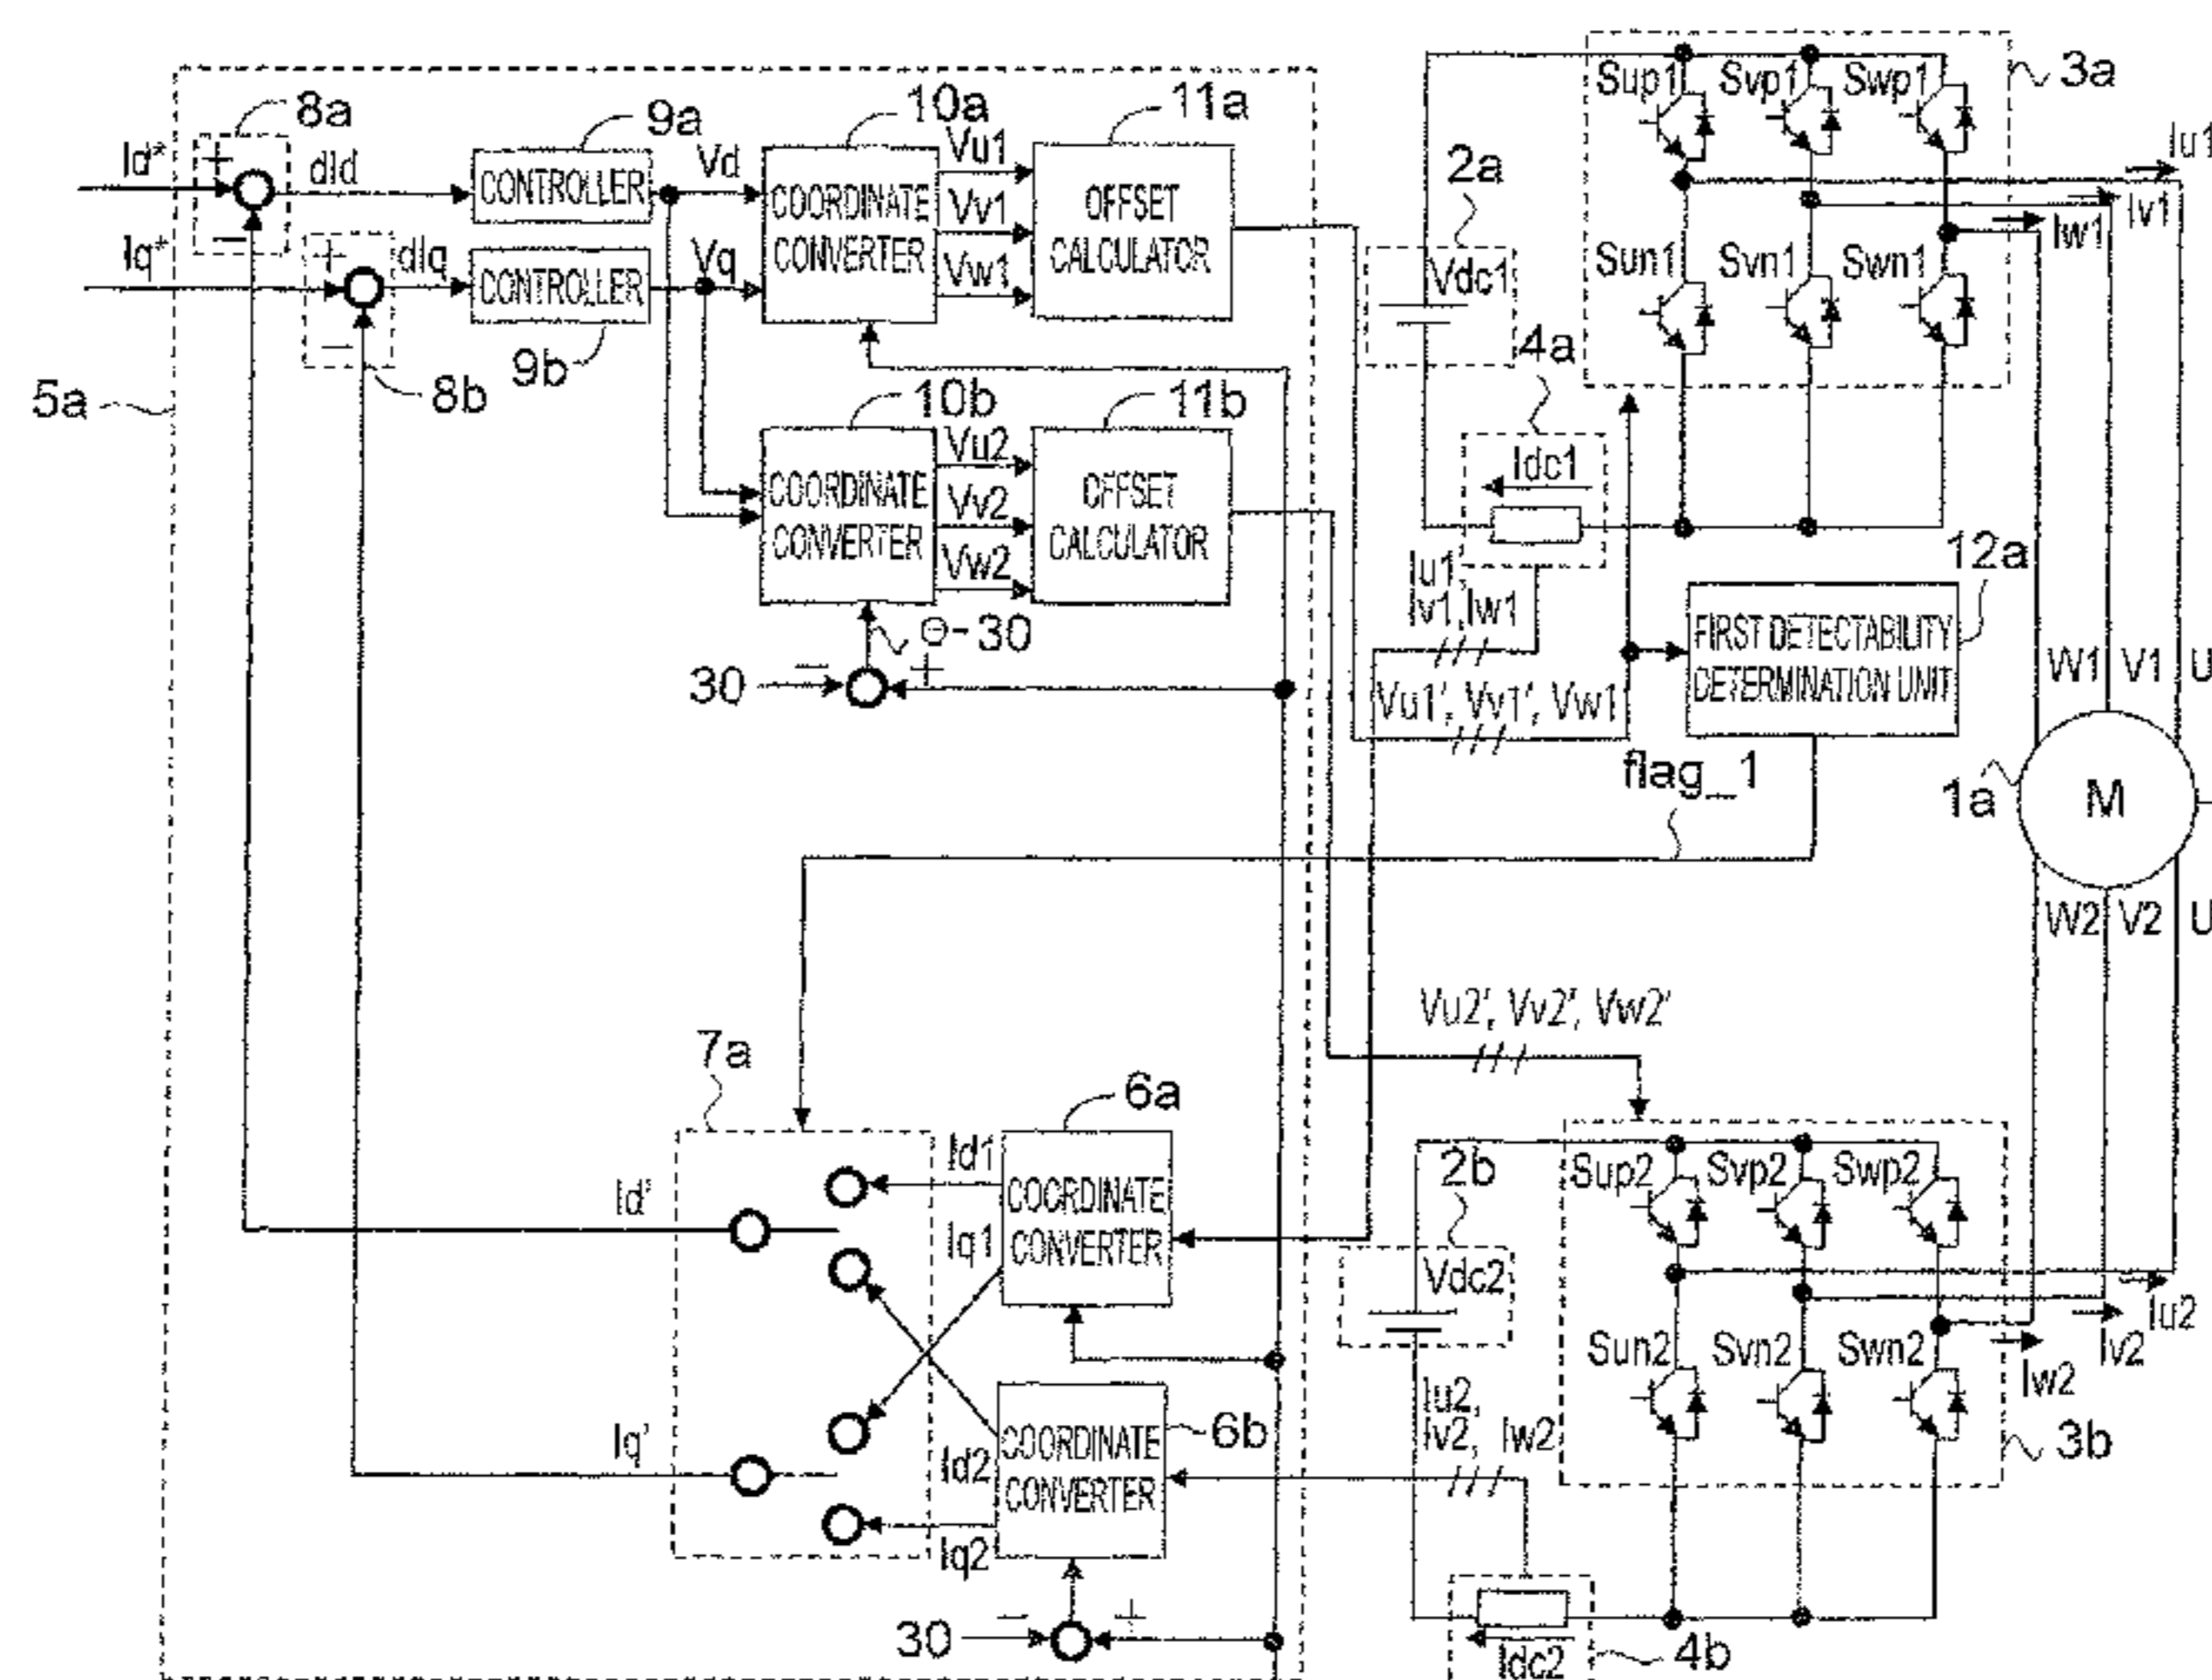 8a
9a
10a
11a
3a
Sup1
Svp1
Swp1
Iu1
Id*
+
dId
CONTROLLER
Vd
COORDINATE
CONVERTER
Vu1
Vv1
Vw1
OFFSET
CALCULATOR
2a
Iv1
Iw1
−
Iq*
+
dIq
CONTROLLER
Vq
Vdc1
Sun1
Svn1
Swn1
−
9b
8b
5a
4a
10b
11b
Idc1
COORDINATE
CONVERTER
Vu2
Vv2
Vw2
OFFSET
CALCULATOR
12a
Iu1
Iv1, Iw1
FIRST DETECTABILITY
DETERMINATION UNIT
Θ-30
30
−
+
Vu1', Vv1', Vw1
W1
V1
U
flag_1
1a
M
W2
V2
U
Vu2', Vv2', Vw2'
7a
6a
Id1
COORDINATE
CONVERTER
Iq1
Id'
2b
Sup2
Svp2
Swp2
Vdc2
Iu2
Iv2
Iw2
Sun2
Svn2
Swn2
Iu2,
Iv2, Iw2
Iq'
Id2
COORDINATE
CONVERTER
6b
3b
Iq2
30
−
+
Idc2
4b